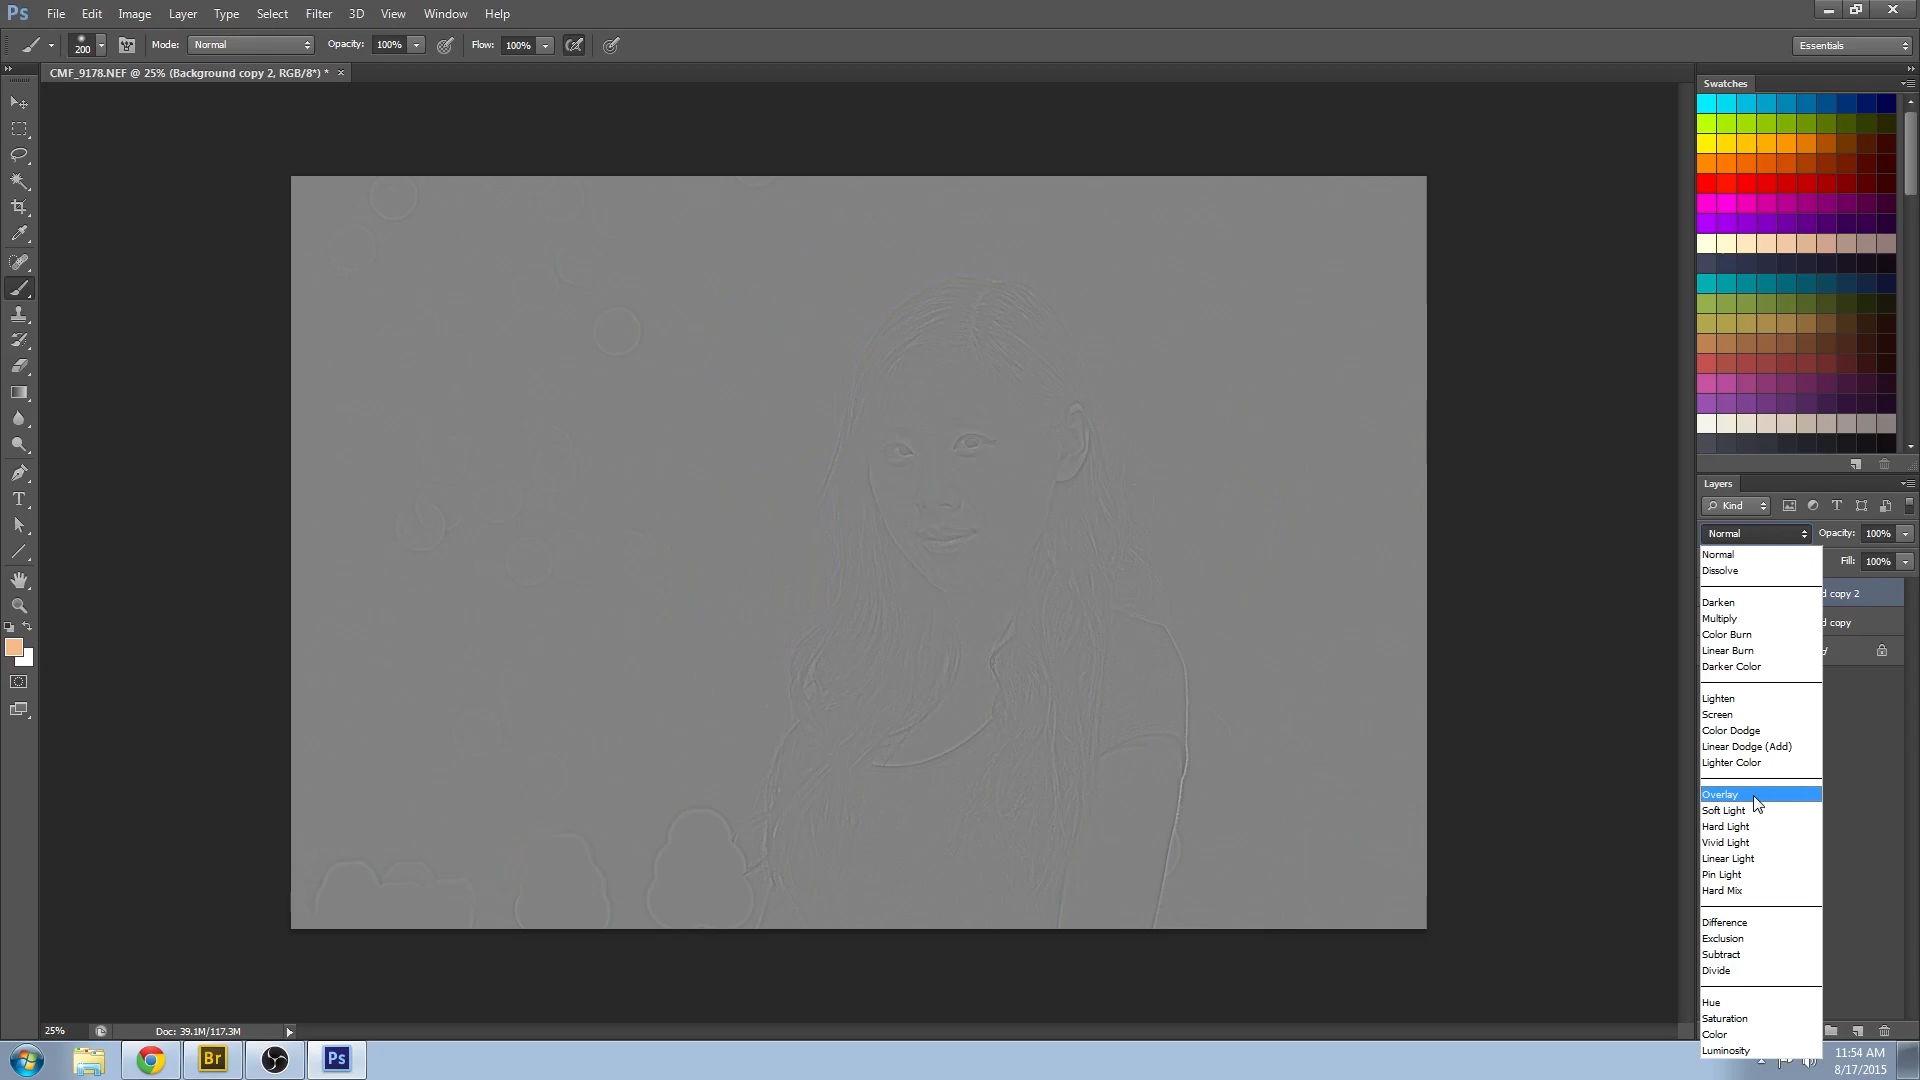 Ps File Edit Image Layer Type Select Filter 3D View Window Help
200 Mode: Normal Opacity: 100% Flow: 100% Essentials
CMF_9178.NEF @ 25% (Background copy 2, RGB/8*) * ×
Swatches
Layers
Kind
Normal Opacity: 100%
Normal
Fill: 100%
Dissolve
d copy 2
Darken
Multiply
d copy
Color Burn
Linear Burn
Darker Color
Lighten
Screen
Color Dodge
Linear Dodge (Add)
Lighter Color
Overlay
Soft Light
Hard Light
Vivid Light
Linear Light
Pin Light
Hard Mix
Difference
Exclusion
Subtract
Divide
Hue
Saturation
Color
Luminosity
25% Doc: 39.1M/117.3M
Br Ps
11:54 AM
8/17/2015